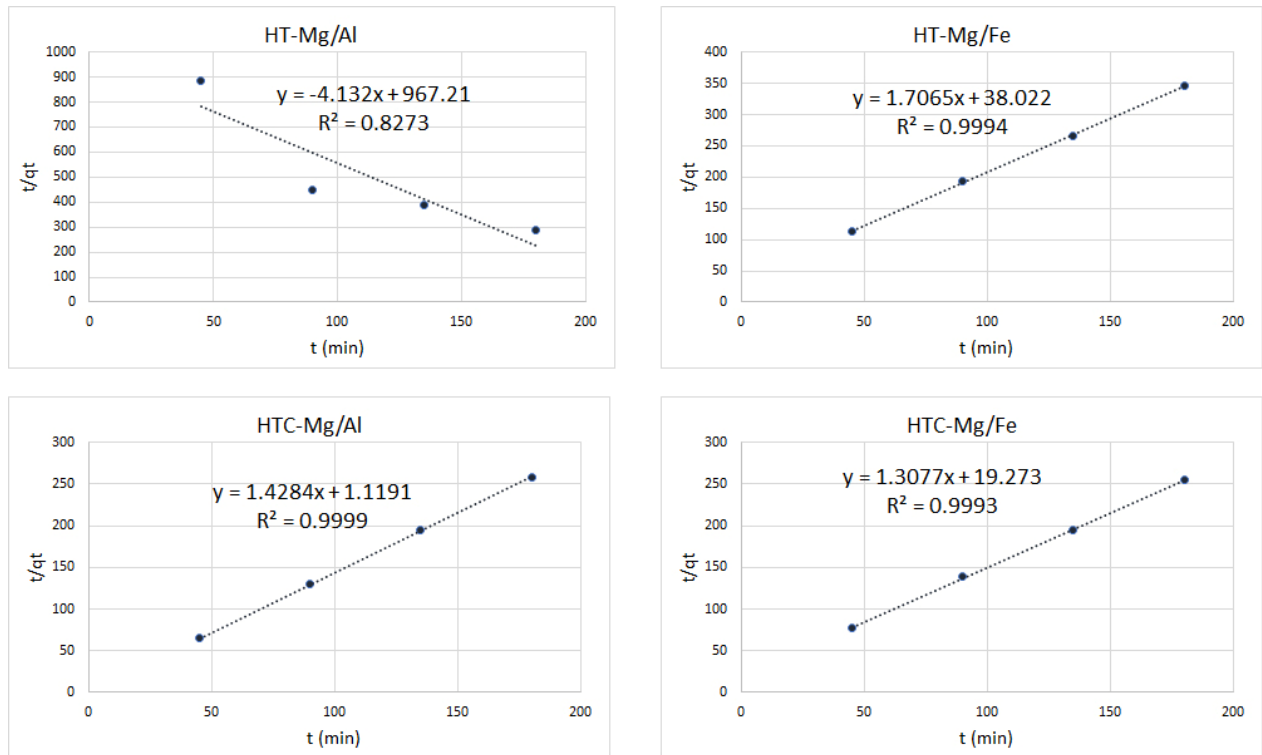 HT-Mg/Al
1000
900
800
700
600
500
400
300
200
100
0
t/qt
y = -4.132x + 967.21
R² = 0.8273
0 50 100 150 200
t (min)
HT-Mg/Fe
400
350
300
250
200
150
100
50
0
t/qt
y = 1.7065x + 38.022
R² = 0.9994
0 50 100 150 200
t (min)
HTC-Mg/Al
300
250
200
150
100
50
0
t/qt
y = 1.4284x + 1.1191
R² = 0.9999
0 50 100 150 200
t (min)
HTC-Mg/Fe
300
250
200
150
100
50
0
t/qt
y = 1.3077x + 19.273
R² = 0.9993
0 50 100 150 200
t (min)